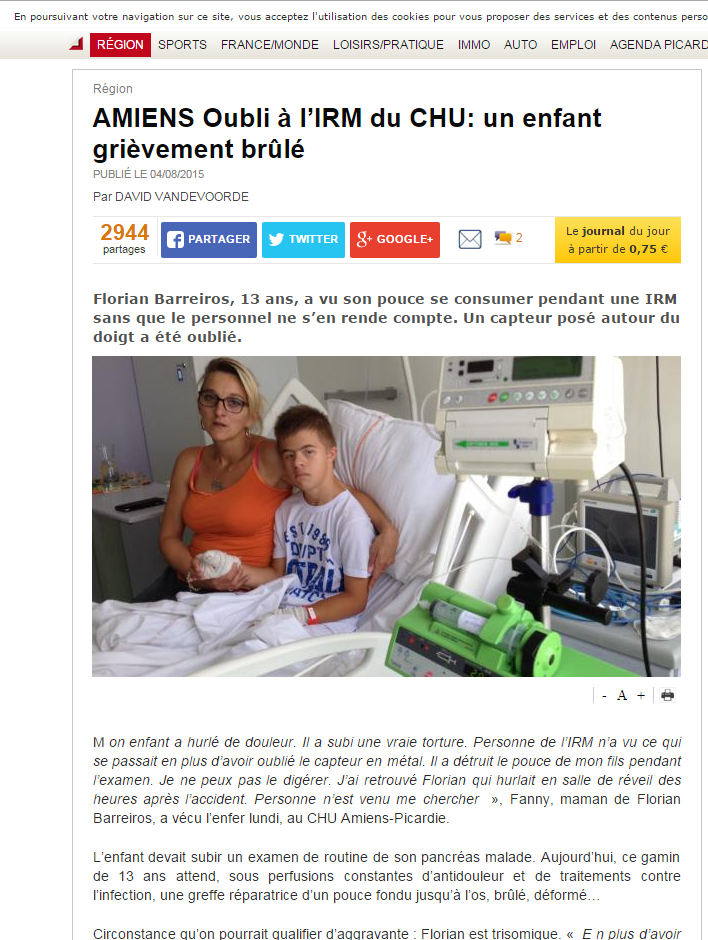 En poursuivant votre navigation sur ce site, vous acceptez l'utilisation des cookies pour vous proposer des services et des contenus perso
RÉGION SPORTS FRANCE/MONDE LOISIRS/PRATIQUE IMMO AUTO EMPLOI AGENDA PICARD
Région
AMIENS Oubli à l’IRM du CHU: un enfant
grièvement brûlé
PUBLIÉ LE 04/08/2015
Par DAVID VANDEVOORDE
2944
partages
PARTAGER
TWITTER
GOOGLE+
2
Le journal du jour
à partir de 0,75 €
Florian Barreiros, 13 ans, a vu son pouce se consumer pendant une IRM
sans que le personnel ne s’en rende compte. Un capteur posé autour du
doigt a été oublié.
- A +
M on enfant a hurlé de douleur. Il a subi une vraie torture. Personne de l’IRM n’a vu ce qui
se passait en plus d’avoir oublié le capteur en métal. Il a détruit le pouce de mon fils pendant
l’examen. Je ne peux pas le digérer. J’ai retrouvé Florian qui hurlait en salle de réveil des
heures après l’accident. Personne n’est venu me chercher », Fanny, maman de Florian
Barreiros, a vécu l’enfer lundi, au CHU Amiens-Picardie.
L’enfant devait subir un examen de routine de son pancréas malade. Aujourd’hui, ce gamin
de 13 ans attend, sous perfusions constantes d’antidouleur et de traitements contre
l’infection, une greffe réparatrice d’un pouce fondu jusqu’à l’os, brûlé, déformé…
Circonstance qu’on pourrait qualifier d’aggravante : Florian est trisomique. « E n plus d’avoir